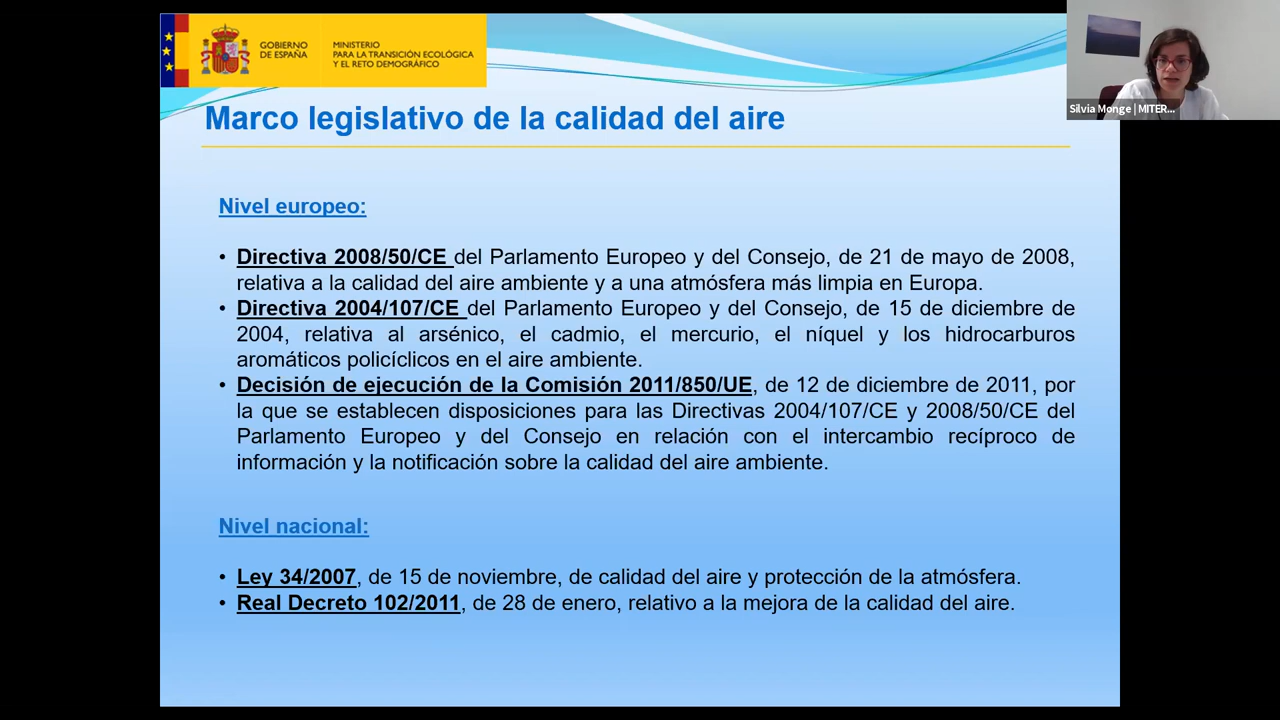 GOBIERNO
DE ESPAÑA
MINISTERIO
PARA LA TRANSICIÓN ECOLÓGICA
Y EL RETO DEMOGRÁFICO
Silvia Monge | MITER...
Marco legislativo de la calidad del aire
Nivel europeo:
• Directiva 2008/50/CE del Parlamento Europeo y del Consejo, de 21 de mayo de 2008,
relativa a la calidad del aire ambiente y a una atmósfera más limpia en Europa.
• Directiva 2004/107/CE del Parlamento Europeo y del Consejo, de 15 de diciembre de
2004, relativa al arsénico, el cadmio, el mercurio, el níquel y los hidrocarburos
aromáticos policíclicos en el aire ambiente.
• Decisión de ejecución de la Comisión 2011/850/UE, de 12 de diciembre de 2011, por
la que se establecen disposiciones para las Directivas 2004/107/CE y 2008/50/CE del
Parlamento Europeo y del Consejo en relación con el intercambio recíproco de
información y la notificación sobre la calidad del aire ambiente.
Nivel nacional:
• Ley 34/2007, de 15 de noviembre, de calidad del aire y protección de la atmósfera.
• Real Decreto 102/2011, de 28 de enero, relativo a la mejora de la calidad del aire.